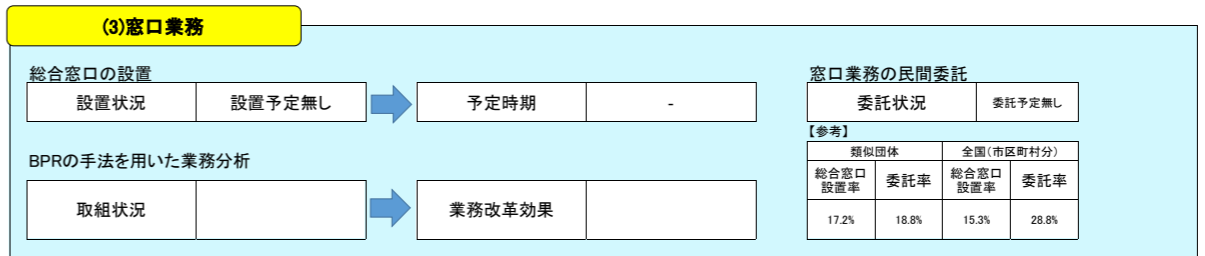 (3)窓口業務
総合窓口の設置
設置状況 設置予定無し 予定時期 -
窓口業務の民間委託
委託状況 委託予定無し
【参考】
類似団体 全国(市区町村分)
総合窓口設置率 委託率 総合窓口設置率 委託率
17.2% 18.8% 15.3% 28.8%
BPRの手法を用いた業務分析
取組状況 業務改革効果